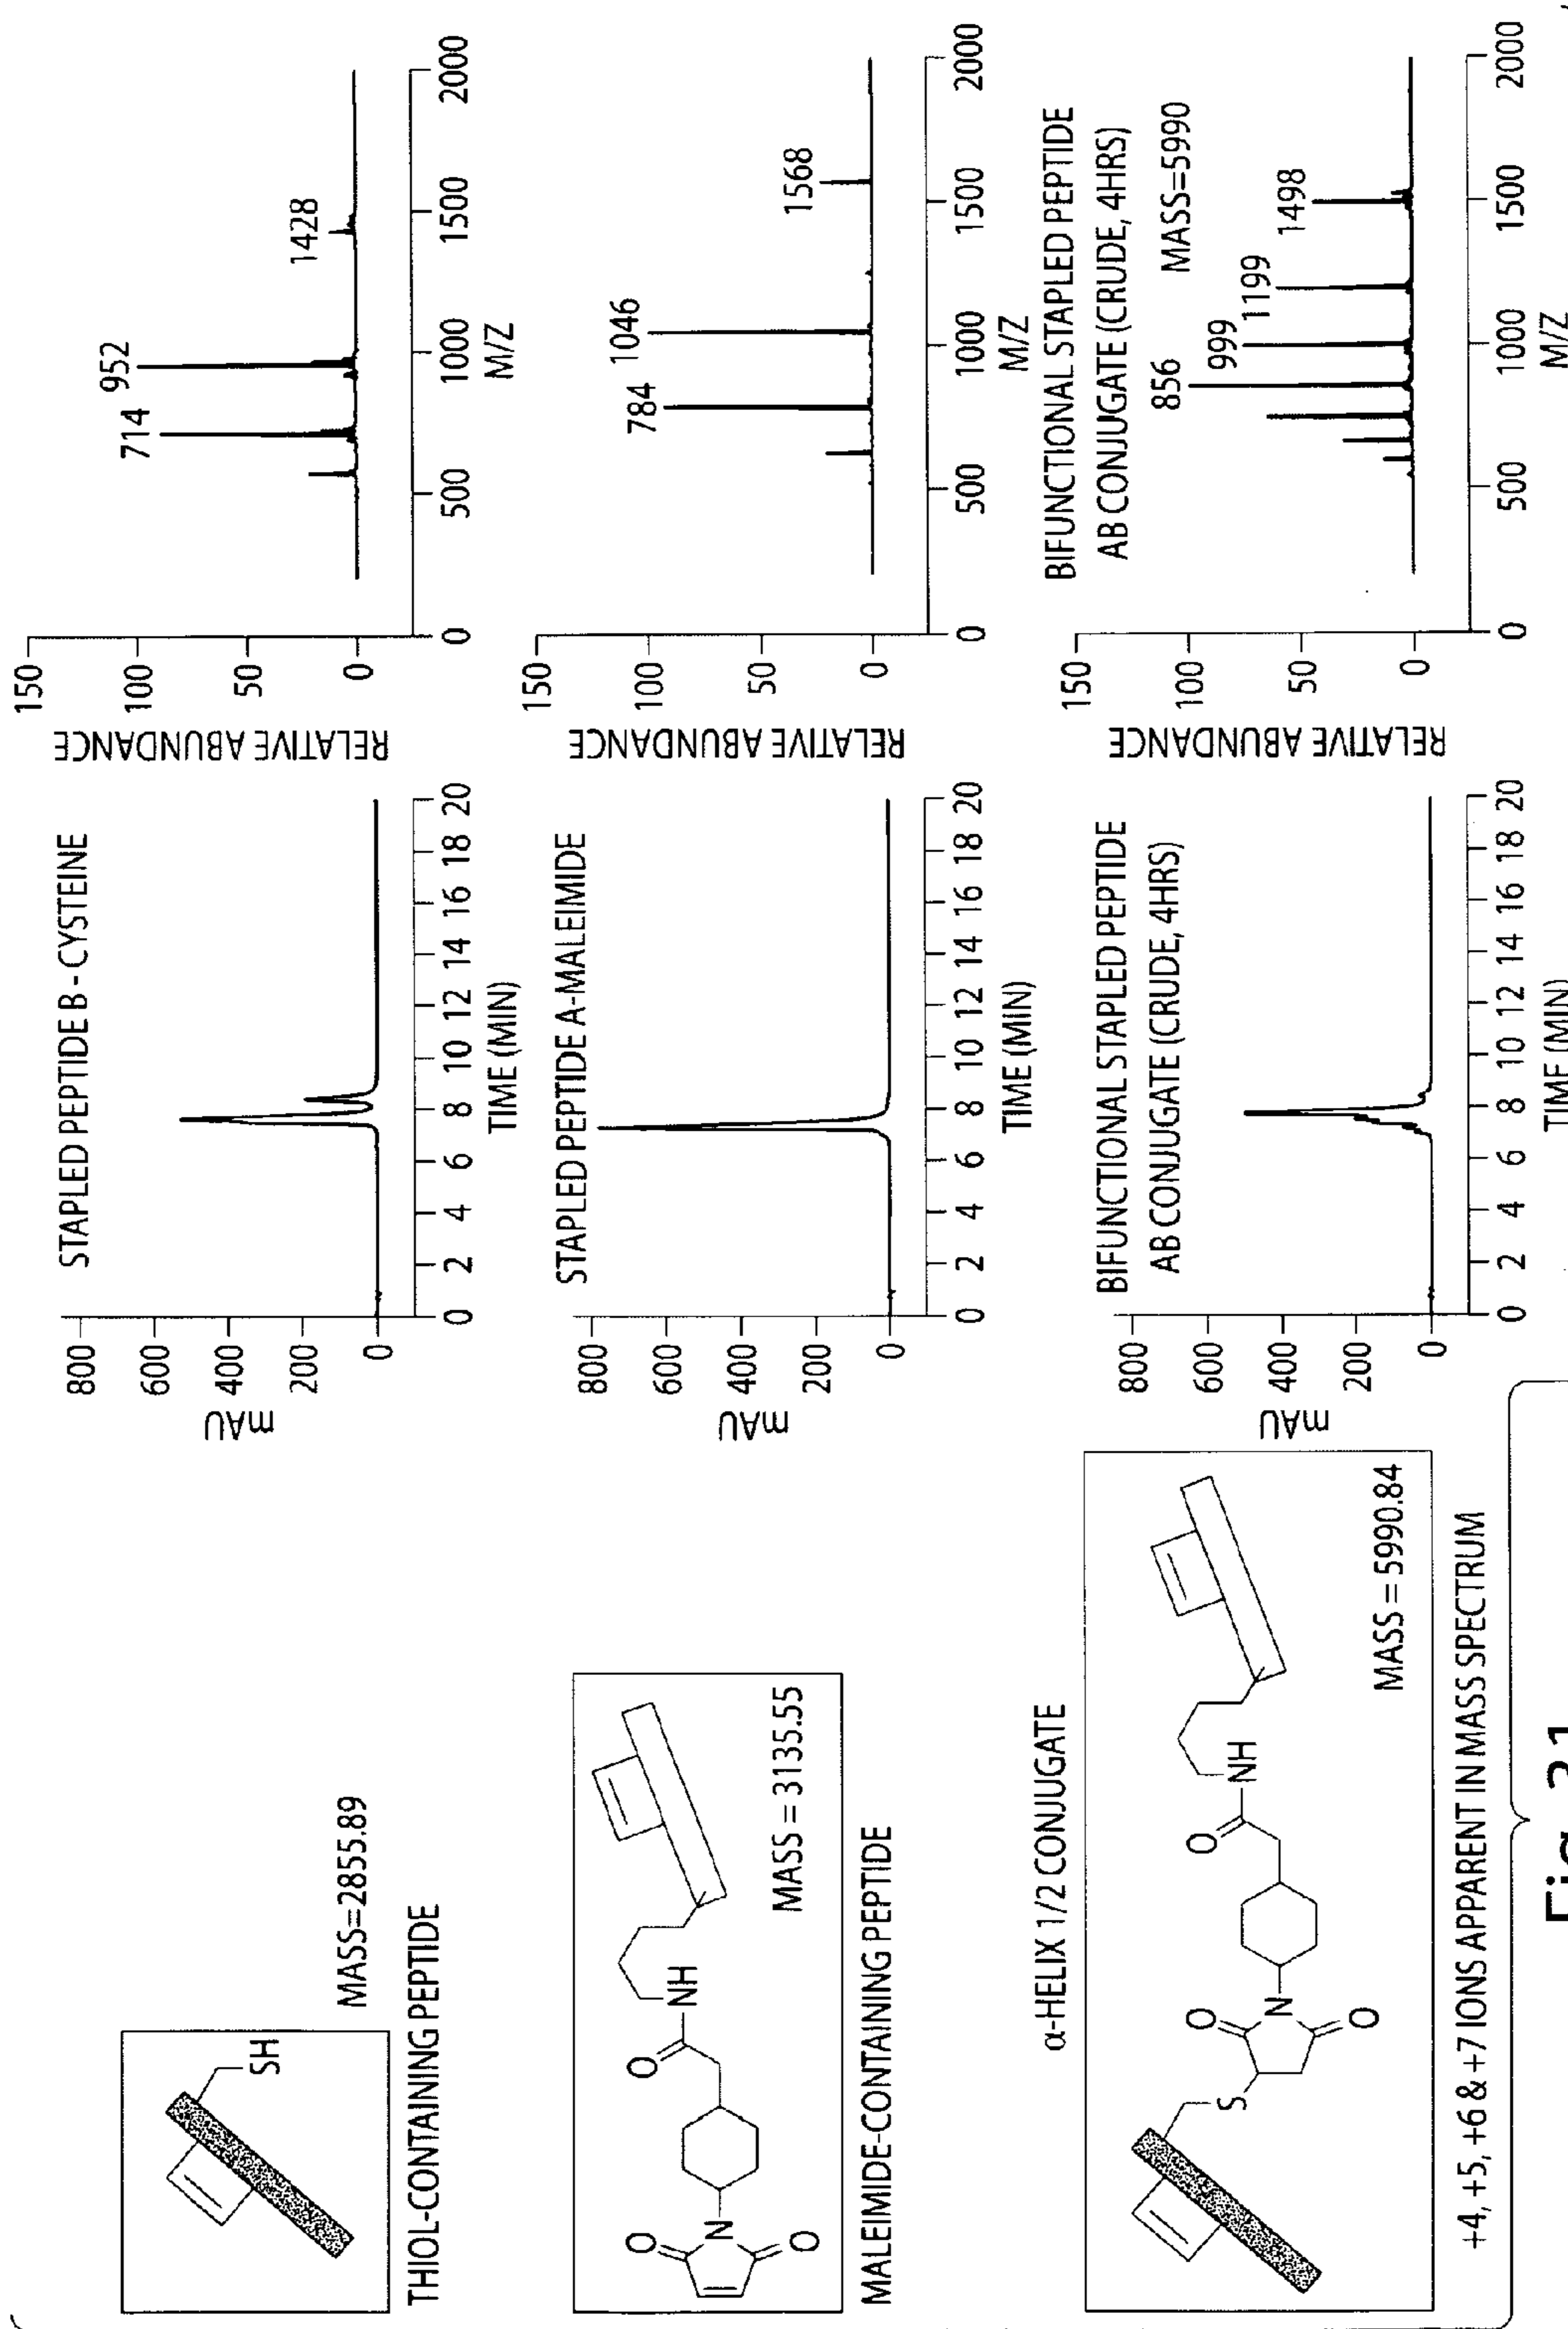 SH
MASS=2855.89
THIOL-CONTAINING PEPTIDE
STAPLED PEPTIDE B - CYSTEINE
mAU
800
600
400
200
0
0 2 4 6 8 10 12 14 16 18 20
TIME (MIN)
RELATIVE ABUNDANCE
150
100
50
0
714
952
1428
0 500 1000 1500 2000
M/Z
O
N
O
O
NH
MASS = 3135.55
MALEIMIDE-CONTAINING PEPTIDE
STAPLED PEPTIDE A-MALEIMIDE
mAU
800
600
400
200
0
0 2 4 6 8 10 12 14 16 18 20
TIME (MIN)
RELATIVE ABUNDANCE
150
100
50
0
784
1046
1568
0 500 1000 1500 2000
M/Z
α-HELIX 1/2 CONJUGATE
S
O
N
O
O
NH
MASS = 5990.84
+4, +5, +6 & +7 IONS APPARENT IN MASS SPECTRUM
BIFUNCTIONAL STAPLED PEPTIDE
AB CONJUGATE (CRUDE, 4HRS)
mAU
800
600
400
200
0
0 2 4 6 8 10 12 14 16 18 20
TIME (MIN)
BIFUNCTIONAL STAPLED PEPTIDE
AB CONJUGATE (CRUDE, 4HRS)
MASS=5990
RELATIVE ABUNDANCE
150
100
50
0
856
999
1199
1498
0 500 1000 1500 2000
M/Z
Fig. 31